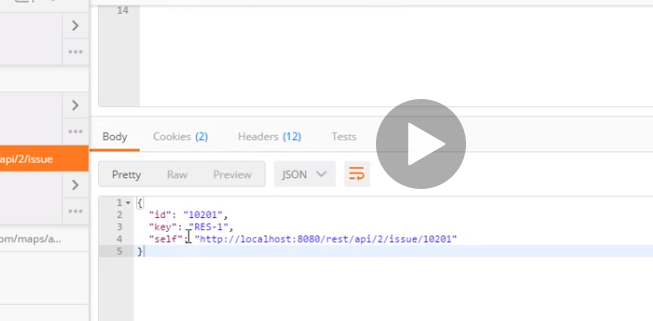 14
Body Cookies (2) Headers (12) Tests
api/2/issue
Pretty Raw Preview JSON
1 {
2 "id": "10201",
3 "key": "RES-1",
4 "self": "http://localhost:8080/rest/api/2/issue/10201"
om/maps/a...
5 }